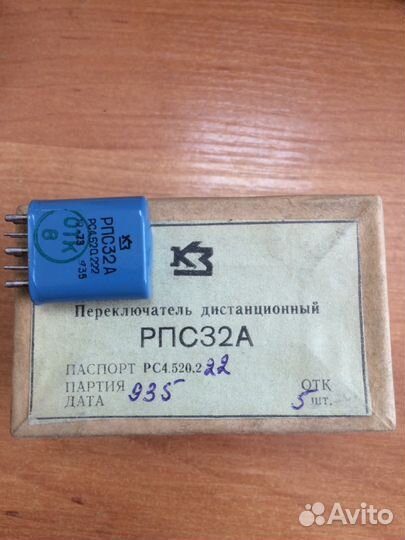 РПС32А
РС4.520.222
ОТК
8
935
КЗ
Переключатель дистанционный
РПС32А
ПАСПОРТ РС4.520.222
ПАРТИЯ 935
ДАТА
ОТК
5 шт.
Avito